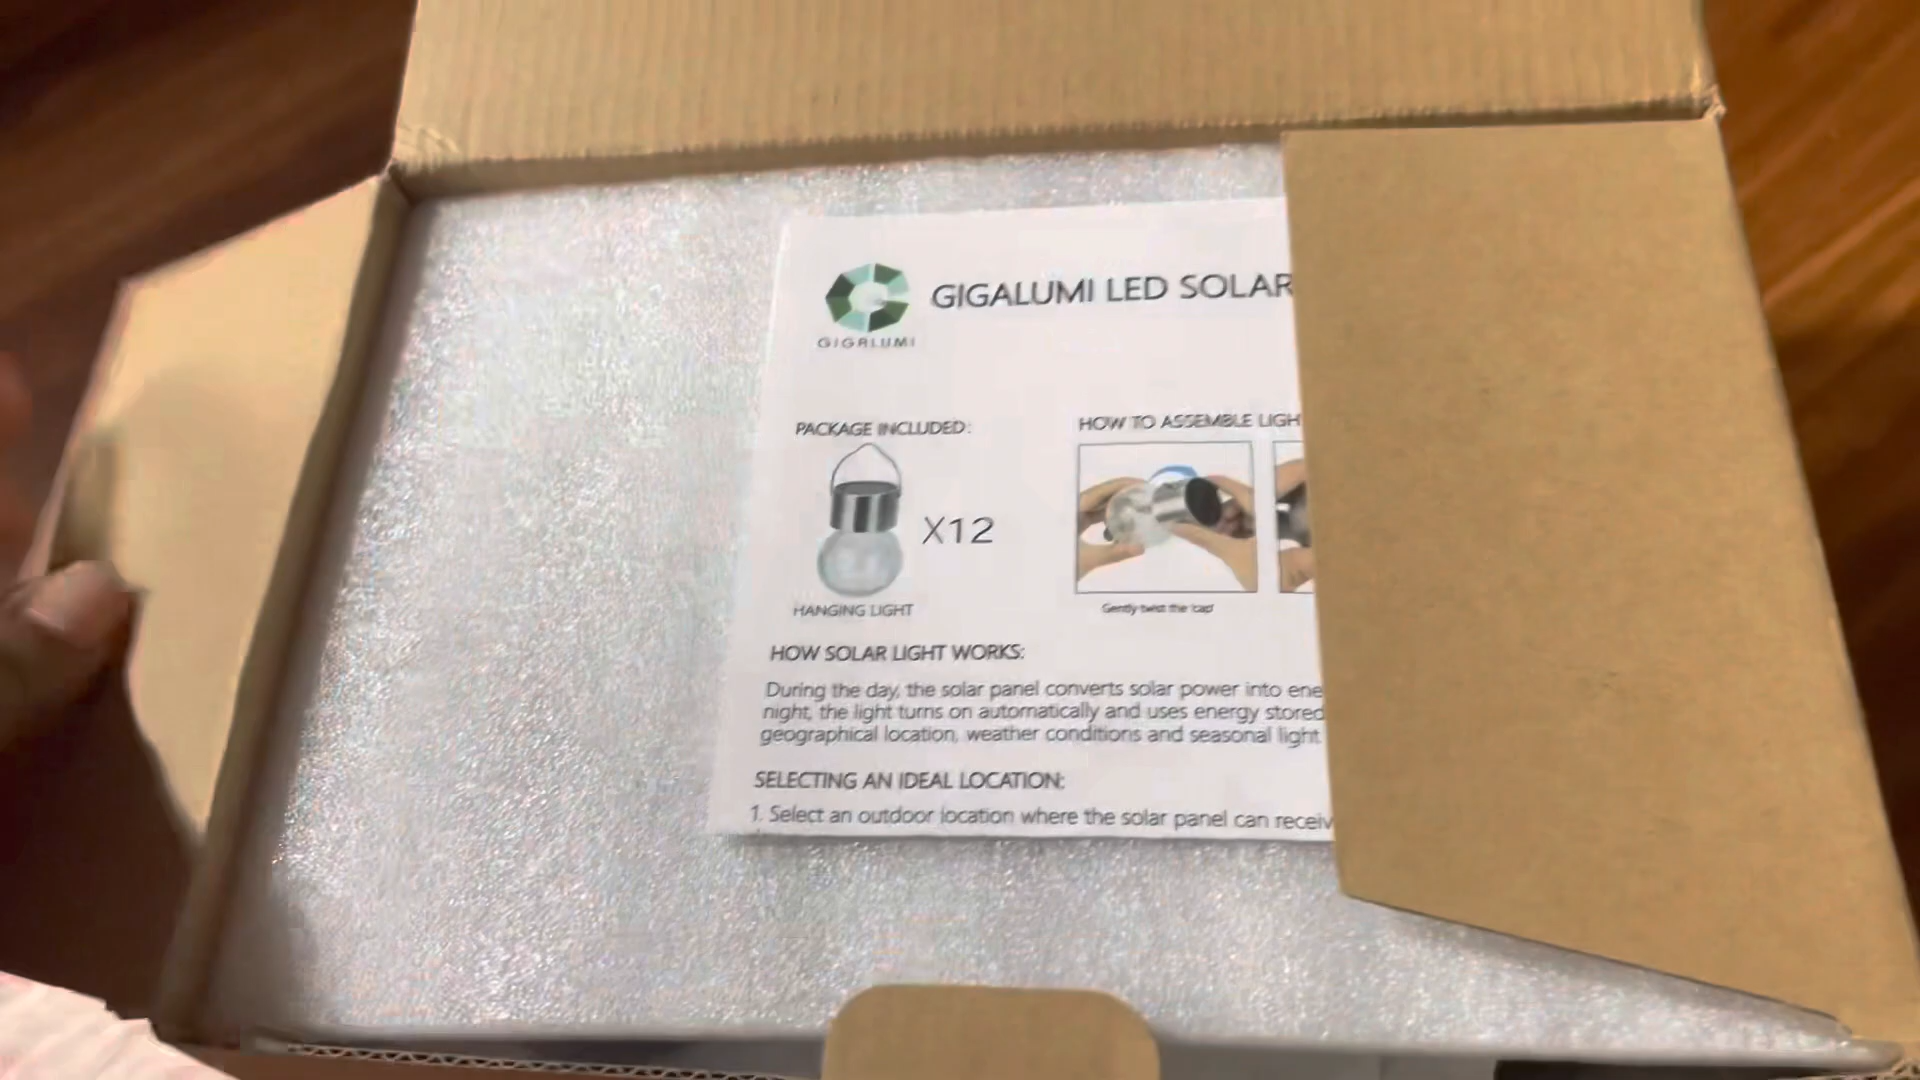 GIGALUMI LED SOLAR
GIGALUMI
PACKAGE INCLUDED:
X12
HANGING LIGHT
HOW TO ASSEMBLE LIGH
Gently twist the cap
HOW SOLAR LIGHT WORKS:
During the day, the solar panel converts solar power into ene
night, the light turns on automatically and uses energy stored
geographical location, weather conditions and seasonal light
SELECTING AN IDEAL LOCATION:
1. Select an outdoor location where the solar panel can receiv